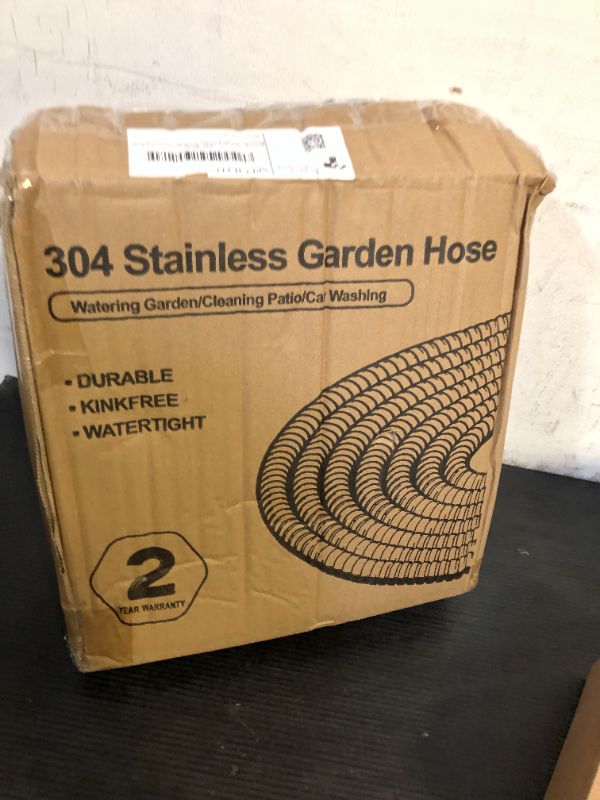 304 Stainless Garden Hose
Watering Garden/Cleaning Patio/Car Washing
▪ DURABLE
▪ KINKFREE
▪ WATERTIGHT
2
YEAR WARRANTY